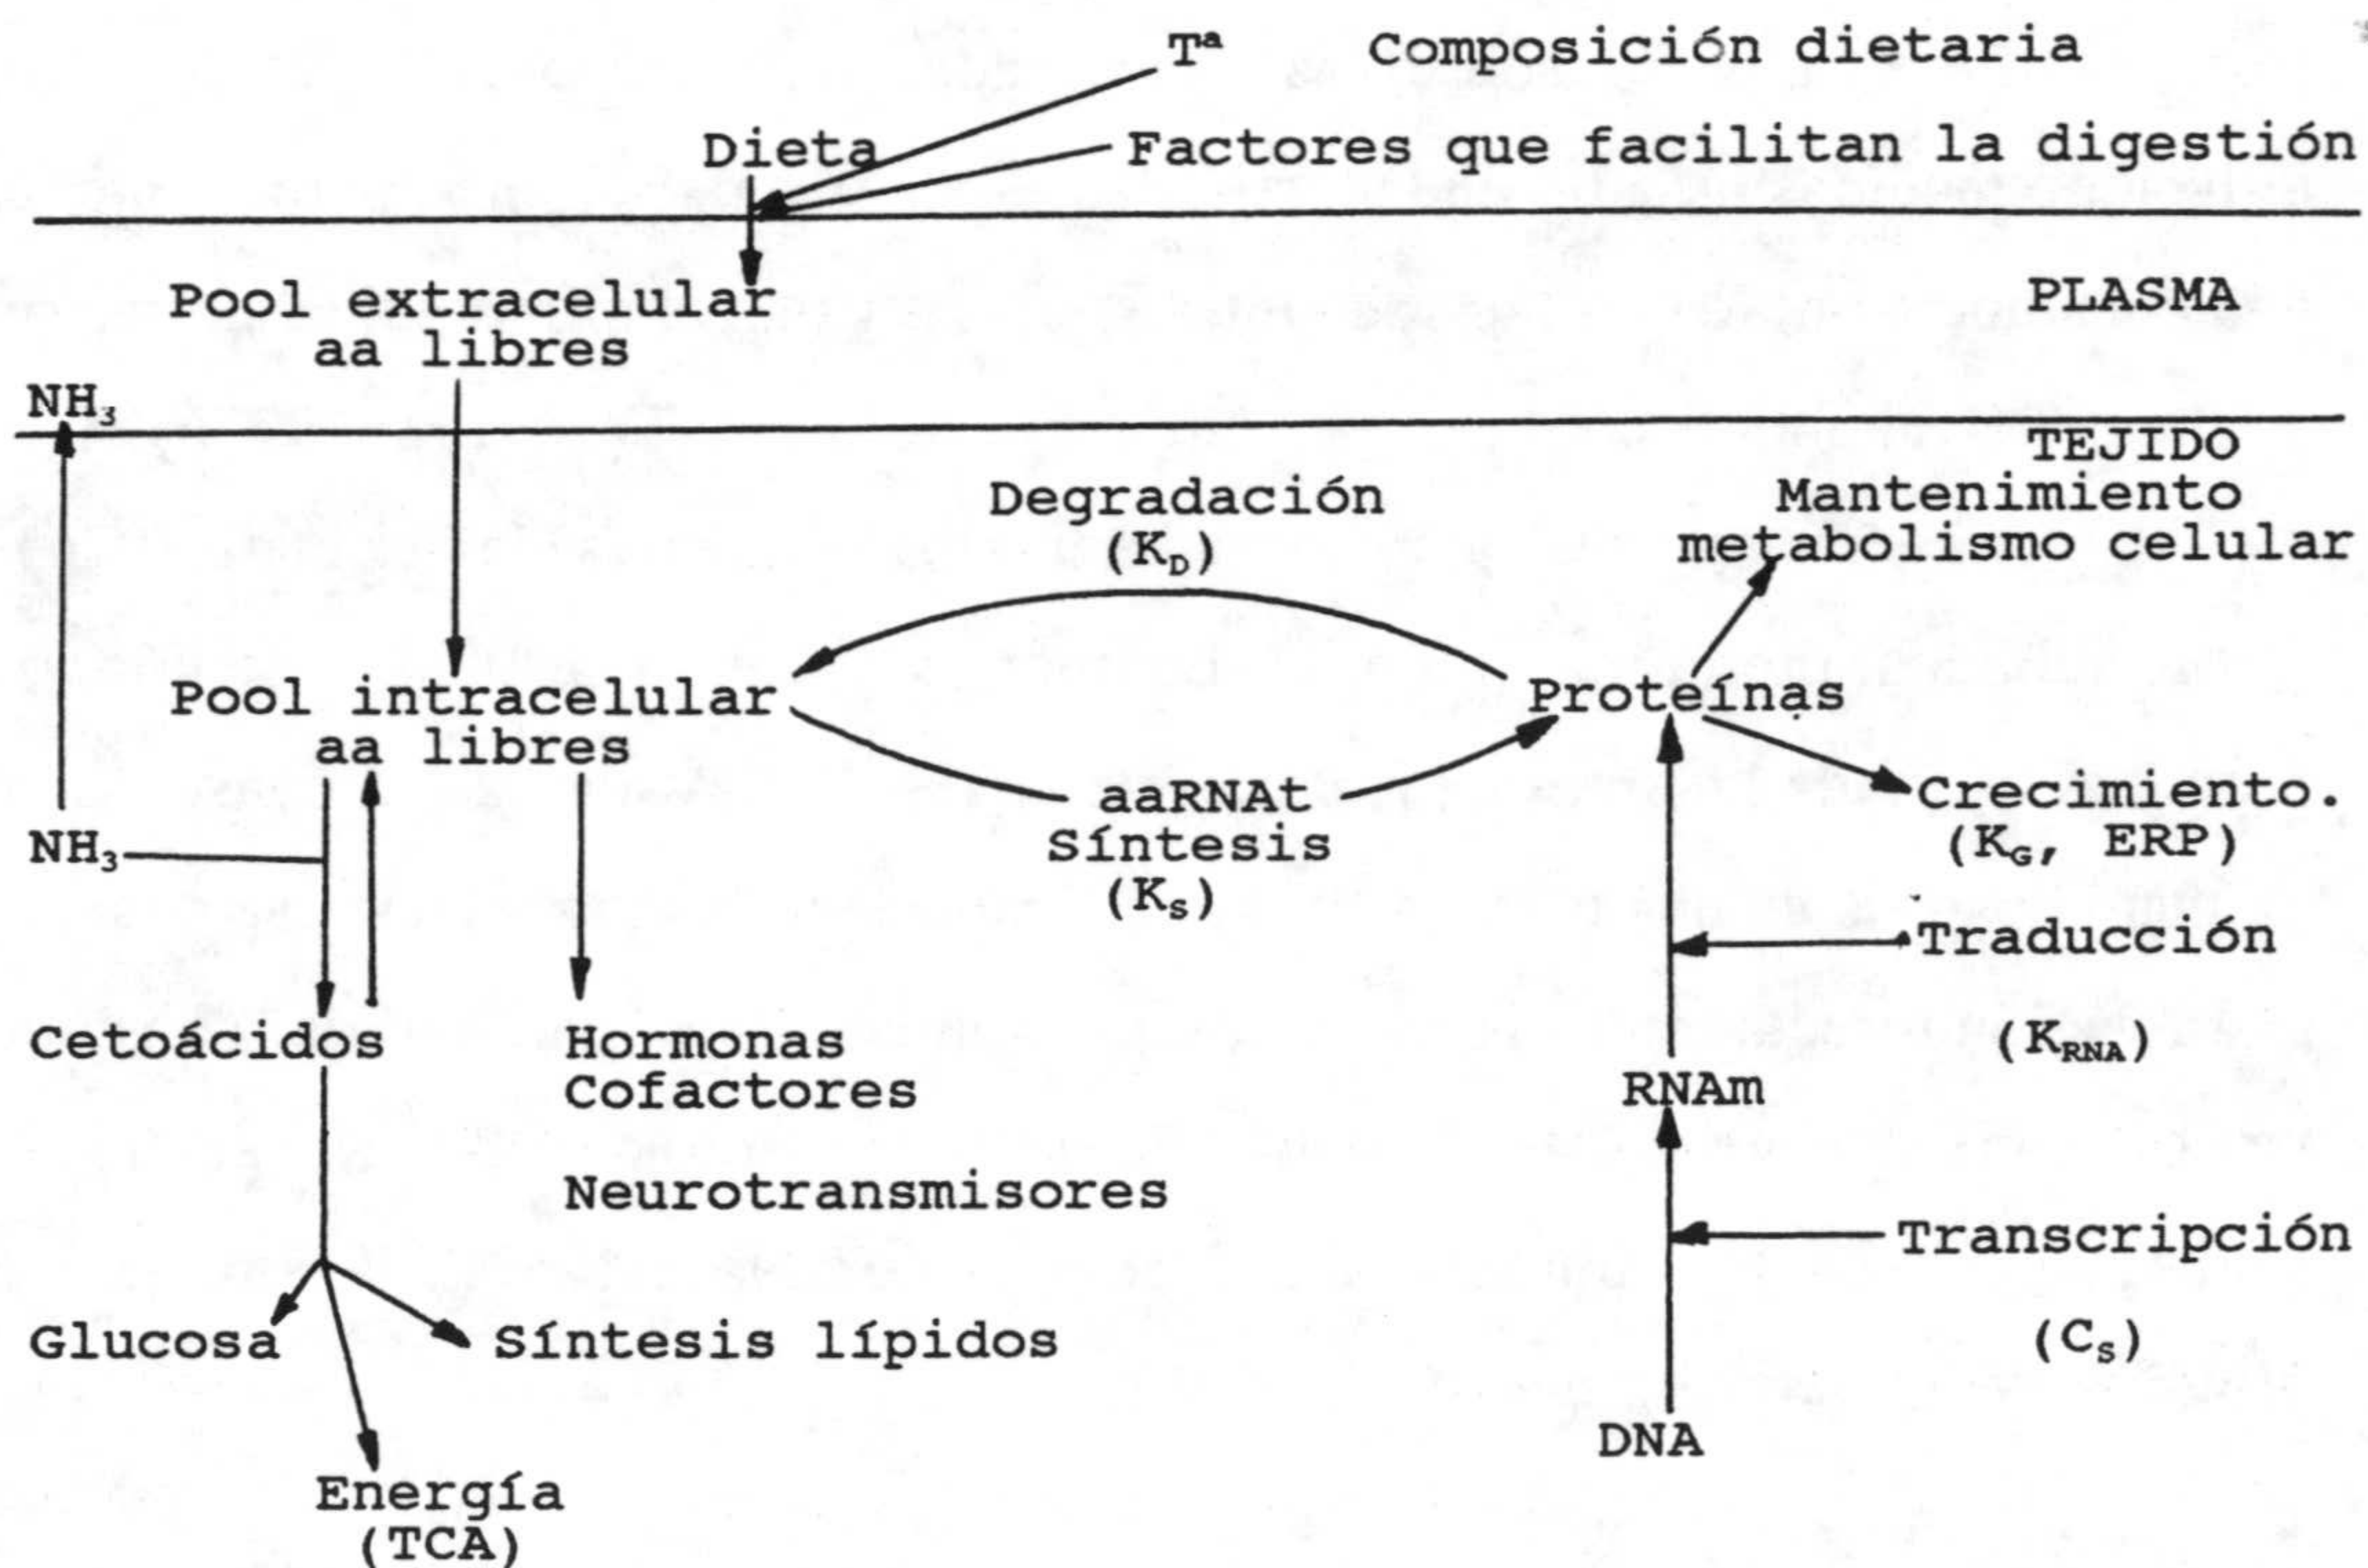 Tª Composición dietaria
Dieta Factores que facilitan la digestión
Pool extracelular PLASMA
aa libres
NH₃
TEJIDO
Degradación Mantenimiento
(K_D) metabolismo celular
Pool intracelular Proteínas
aa libres
aaRNAt Crecimiento.
NH₃ Síntesis (K_G, ERP)
(K_S)
Traducción
Cetoácidos Hormonas (K_RNA)
Cofactores RNAm
Neurotransmisores
Transcripción
Glucosa Síntesis lípidos (C_S)
DNA
Energía
(TCA)